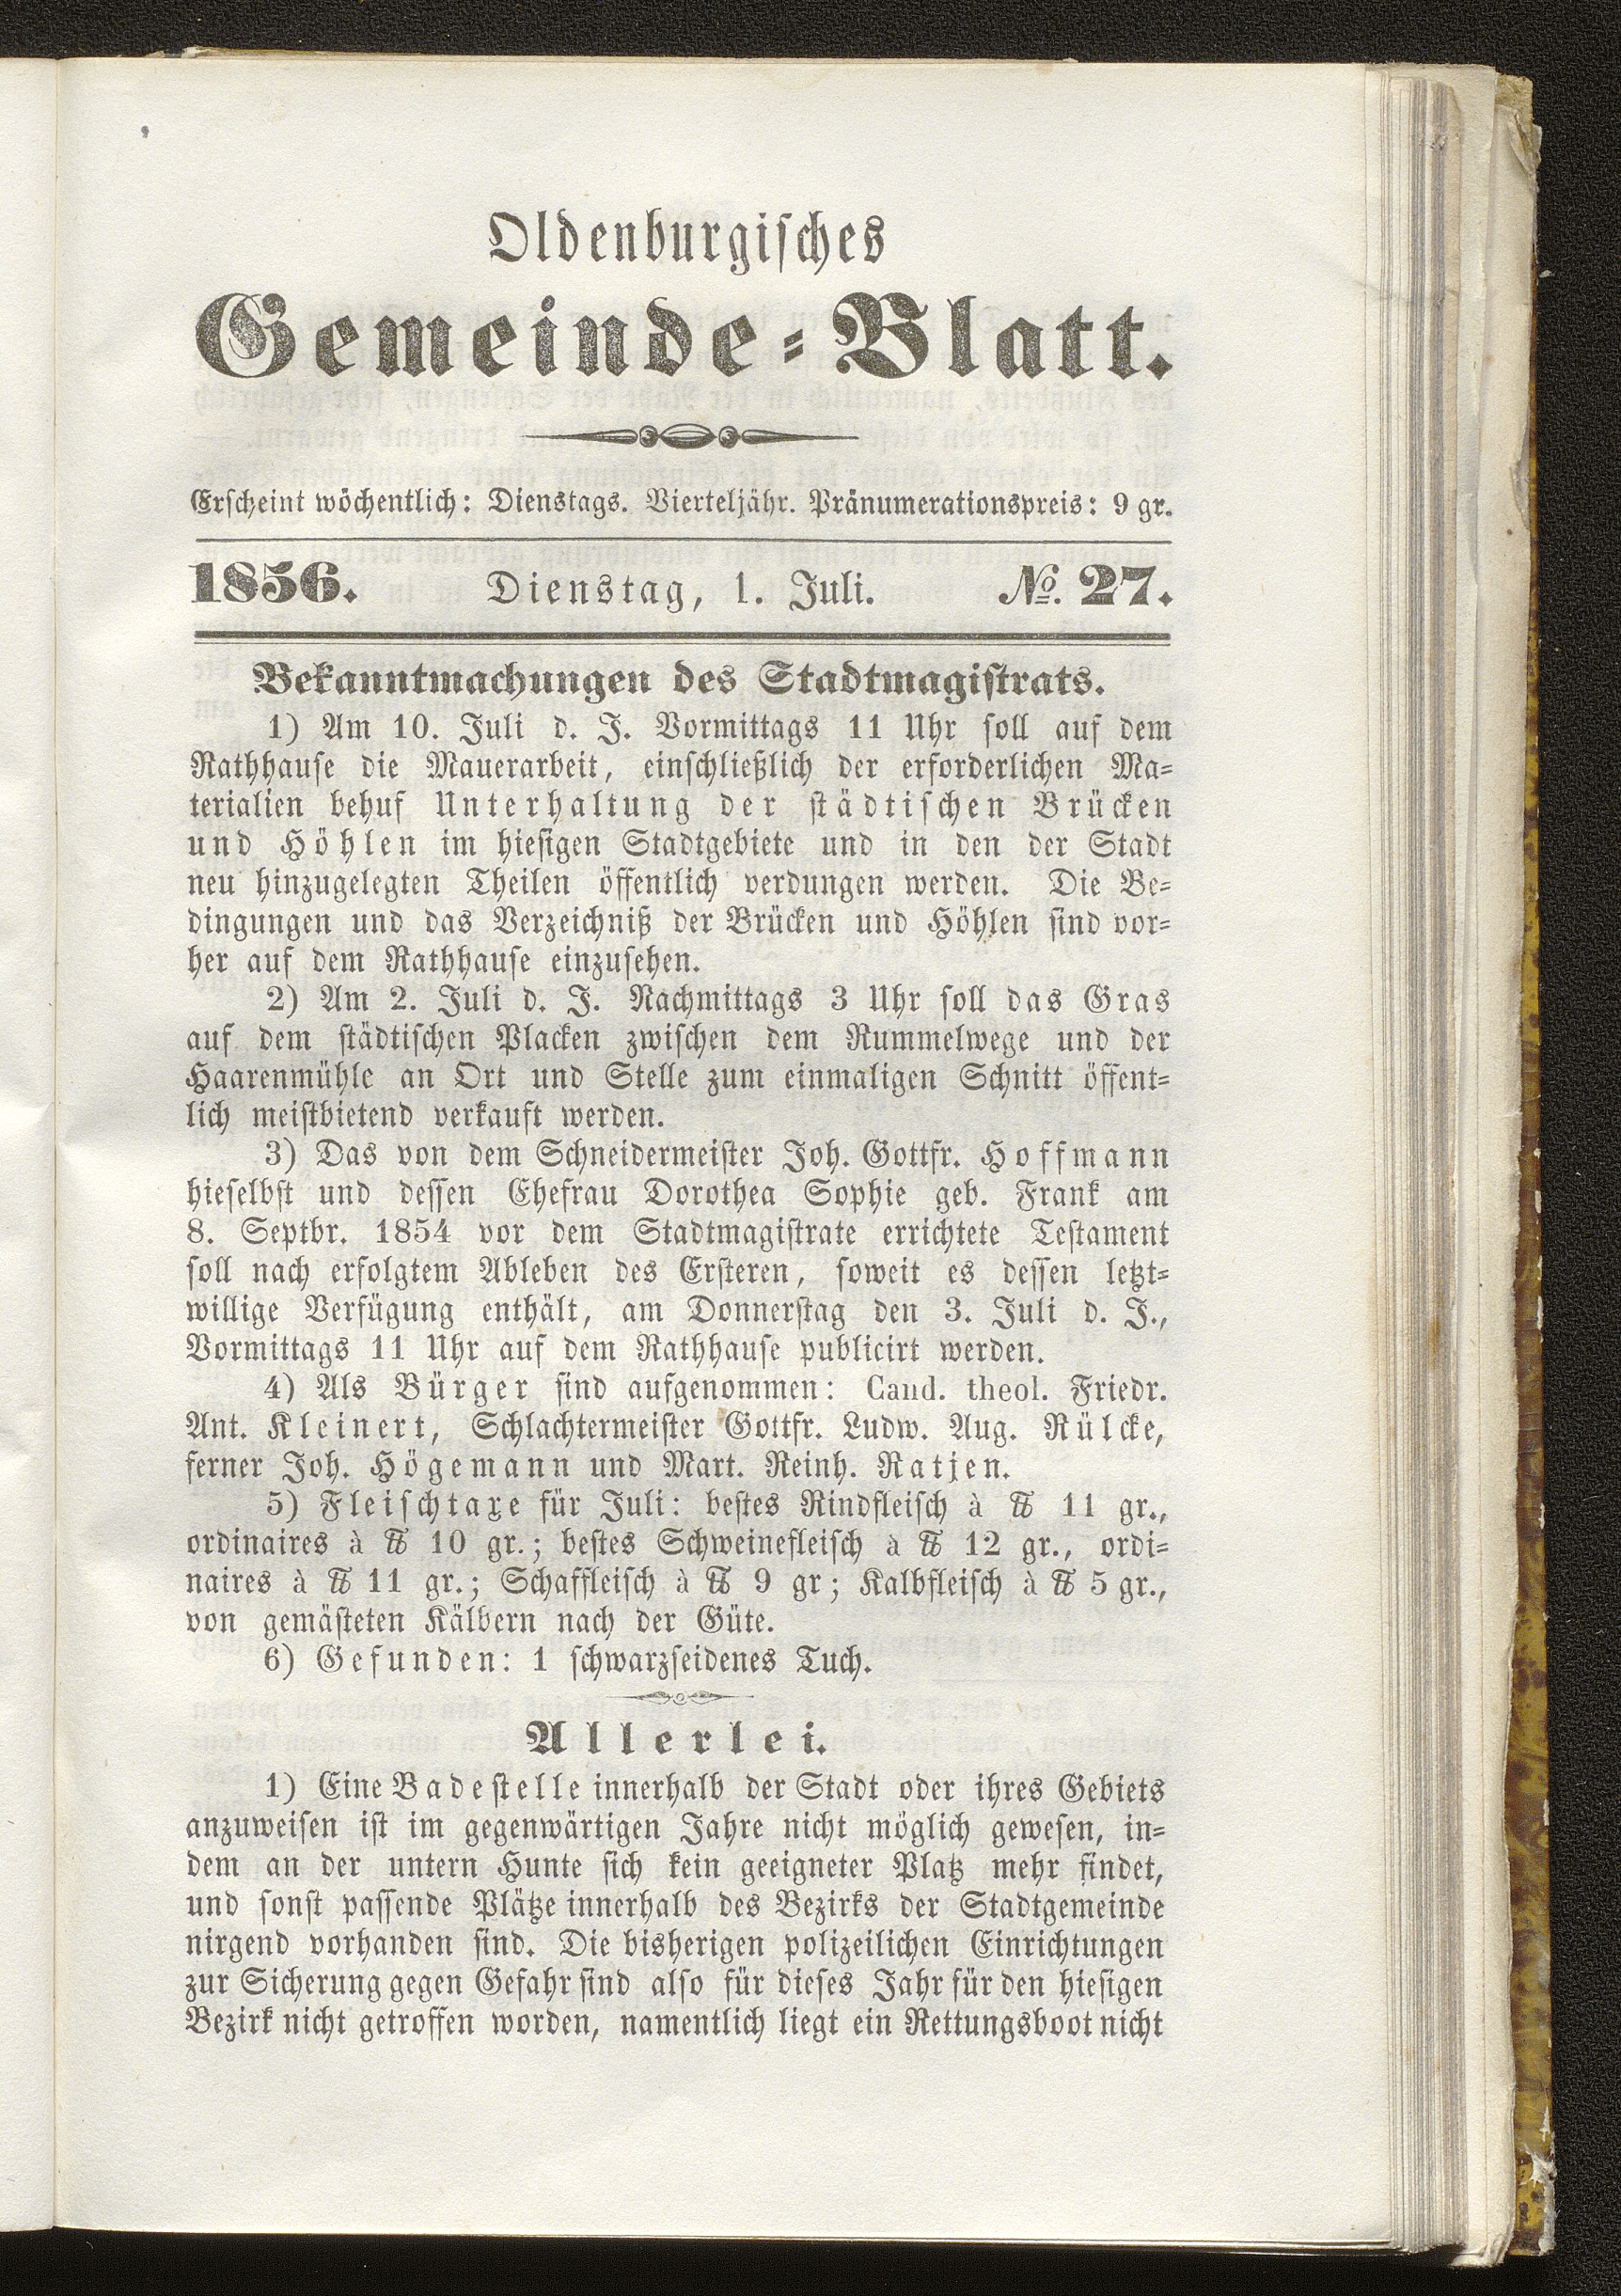 Oldenburgisches
Gemeinde-Blatt.
Erscheint wöchentlich: Dienstags. Vierteljähr. Pränumerationspreis: 9 gr.
1856. Dienstag, 1. Juli. No. 27.
Bekanntmachungen des Stadtmagistrats.
1) Am 10. Juli d. J. Vormittags 11 Uhr soll auf dem
Rathhause die Mauerarbeit, einschließlich der erforderlichen Ma-
terialien behuf Unterhaltung der städtischen Brücken
und Höhlen im hiesigen Stadtgebiete und in den der Stadt
neu hinzugelegten Theilen öffentlich verdungen werden. Die Be-
dingungen und das Verzeichniß der Brücken und Höhlen sind vor-
her auf dem Rathhause einzusehen.
2) Am 2. Juli d. J. Nachmittags 3 Uhr soll das Gras
auf dem städtischen Placken zwischen dem Rummelwege und der
Haarenmühle an Ort und Stelle zum einmaligen Schnitt öffent-
lich meistbietend verkauft werden.
3) Das von dem Schneidermeister Joh. Gottfr. Hoffmann
hieselbst und dessen Ehefrau Dorothea Sophie geb. Frank am
8. Septbr. 1854 vor dem Stadtmagistrate errichtete Testament
soll nach erfolgtem Ableben des Ersteren, soweit es dessen letzt-
willige Verfügung enthält, am Donnerstag den 3. Juli d. J.,
Vormittags 11 Uhr auf dem Rathhause publicirt werden.
4) Als Bürger sind aufgenommen: Cand. theol. Friedr.
Ant. Kleinert, Schlachtermeister Gottfr. Ludw. Aug. Rülcke,
ferner Joh. Högemann und Mart. Reinh. Ratjen.
5) Fleischtaxe für Juli: bestes Rindfleisch à ℔ 11 gr.,
ordinaires à ℔ 10 gr.; bestes Schweinefleisch à ℔ 12 gr., ordi-
naires à ℔ 11 gr.; Schaffleisch à ℔ 9 gr; Kalbfleisch à ℔ 5 gr.,
von gemästeten Kälbern nach der Güte.
6) Gefunden: 1 schwarzseidenes Tuch.
Allerlei.
1) Eine Badestelle innerhalb der Stadt oder ihres Gebiets
anzuweisen ist im gegenwärtigen Jahre nicht möglich gewesen, in-
dem an der untern Hunte sich kein geeigneter Platz mehr findet,
und sonst passende Plätze innerhalb des Bezirks der Stadtgemeinde
nirgend vorhanden sind. Die bisherigen polizeilichen Einrichtungen
zur Sicherung gegen Gefahr sind also für dieses Jahr für den hiesigen
Bezirk nicht getroffen worden, namentlich liegt ein Rettungsboot nicht